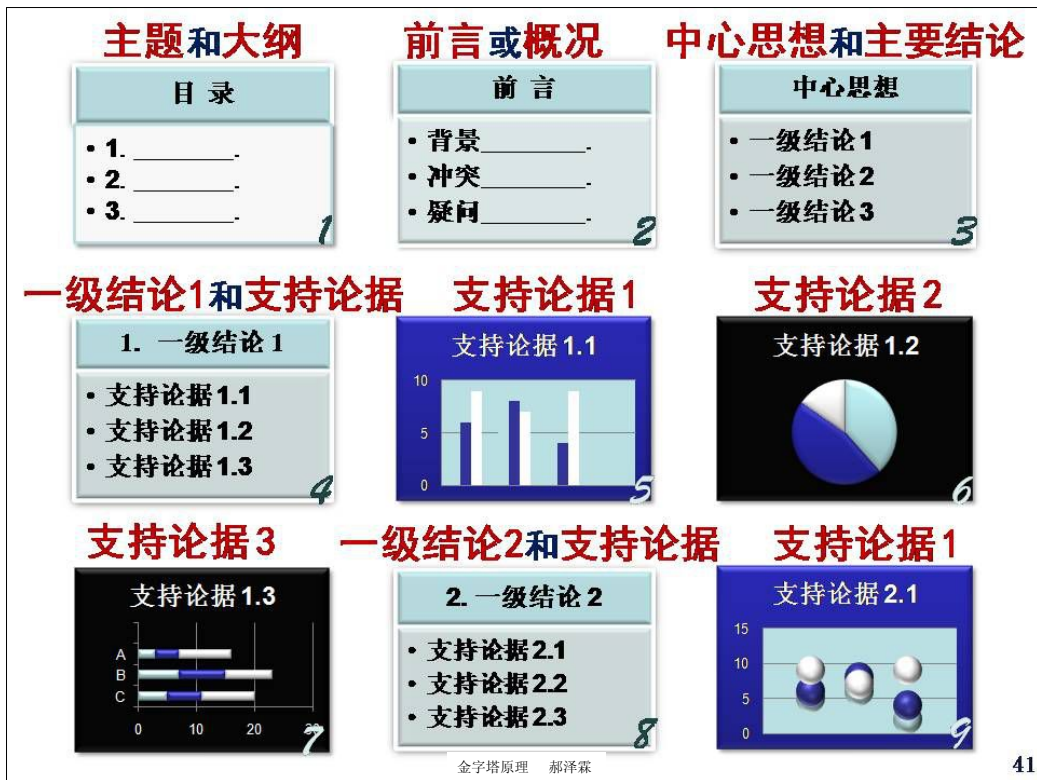 主题和大纲
目 录
• 1. ________.
• 2. ________.
• 3. ________.
1
前言或概况
前 言
• 背景________.
• 冲突________.
• 疑问________.
2
中心思想和主要结论
中心思想
• 一级结论1
• 一级结论2
• 一级结论3
3
一级结论1和支持论据
1. 一级结论1
• 支持论据1.1
• 支持论据1.2
• 支持论据1.3
4
支持论据1
支持论据1.1
10
5
0
5
支持论据2
支持论据1.2
6
支持论据3
支持论据1.3
A
B
C
0 10 20 30
7
一级结论2和支持论据
2. 一级结论2
• 支持论据2.1
• 支持论据2.2
• 支持论据2.3
8
支持论据1
支持论据2.1
15
10
5
0
9
金字塔原理 郝泽霖
41